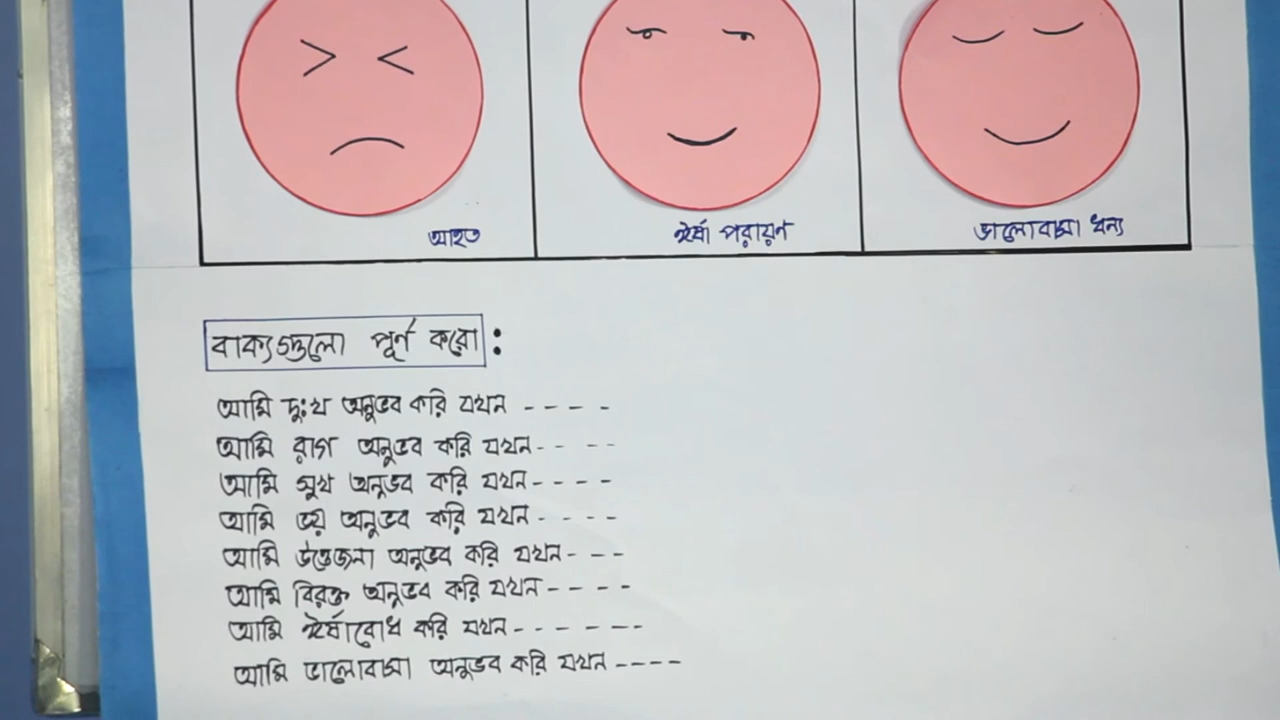 আহত
ঈর্ষা পরায়ণ
ভালোবাসা ধন্য
বাক্যগুলো পূর্ণ করো :
আমি দুঃখ অনুভব করি যখন ----
আমি রাগ অনুভব করি যখন----
আমি সুখ অনুভব করি যখন----
আমি ভয় অনুভব করি যখন----
আমি উত্তেজনা অনুভব করি যখন---
আমি বিরক্ত অনুভব করি যখন----
আমি ঈর্ষাবোধ করি যখন------
আমি ভালোবাসা অনুভব করি যখন----